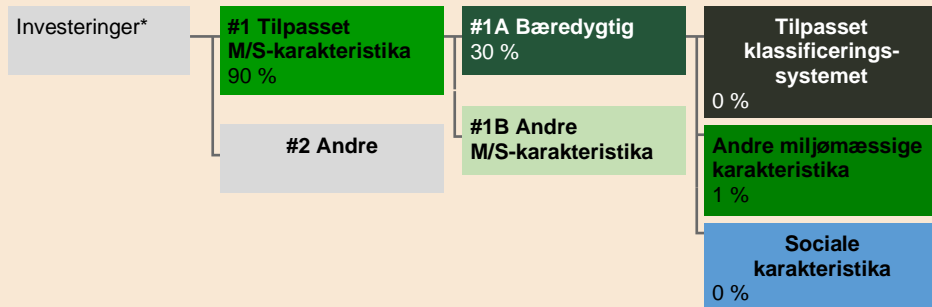 Investeringer*
#1 Tilpasset
M/S-karakteristika
90 %
#2 Andre
#1A Bæredygtig
30 %
#1B Andre
M/S-karakteristika
Tilpasset
klassificerings-
systemet
0 %
Andre miljømæssige
karakteristika
1 %
Sociale
karakteristika
0 %